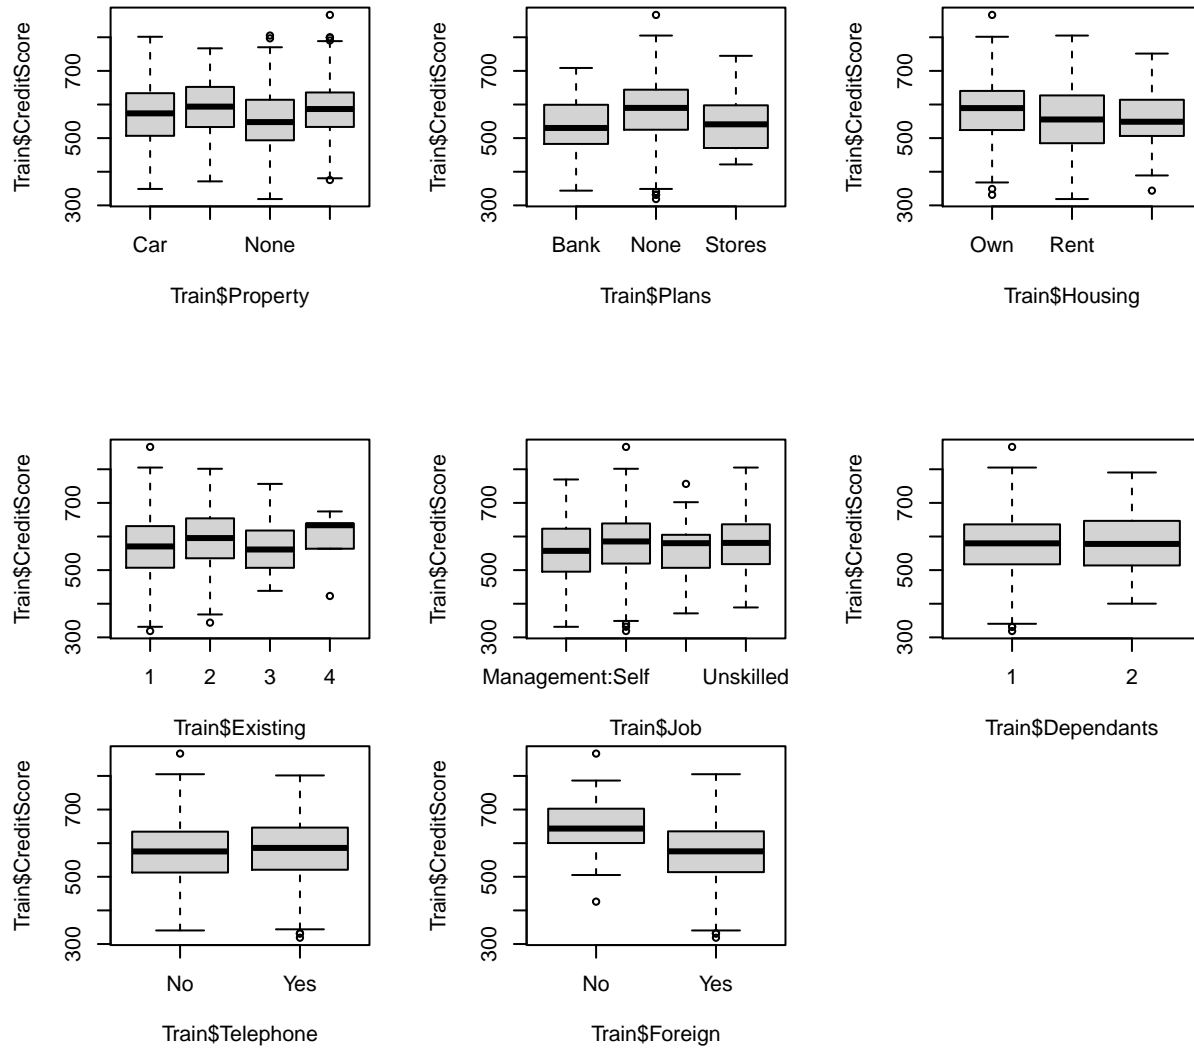 Train$CreditScore
300 500 700
Car None
Train$Property
Train$CreditScore
300 500 700
Bank None Stores
Train$Plans
Train$CreditScore
300 500 700
Own Rent
Train$Housing
Train$CreditScore
300 500 700
1 2 3 4
Train$Existing
Train$CreditScore
300 500 700
Management:Self Unskilled
Train$Job
Train$CreditScore
300 500 700
1 2
Train$Dependants
Train$CreditScore
300 500 700
No Yes
Train$Telephone
Train$CreditScore
300 500 700
No Yes
Train$Foreign